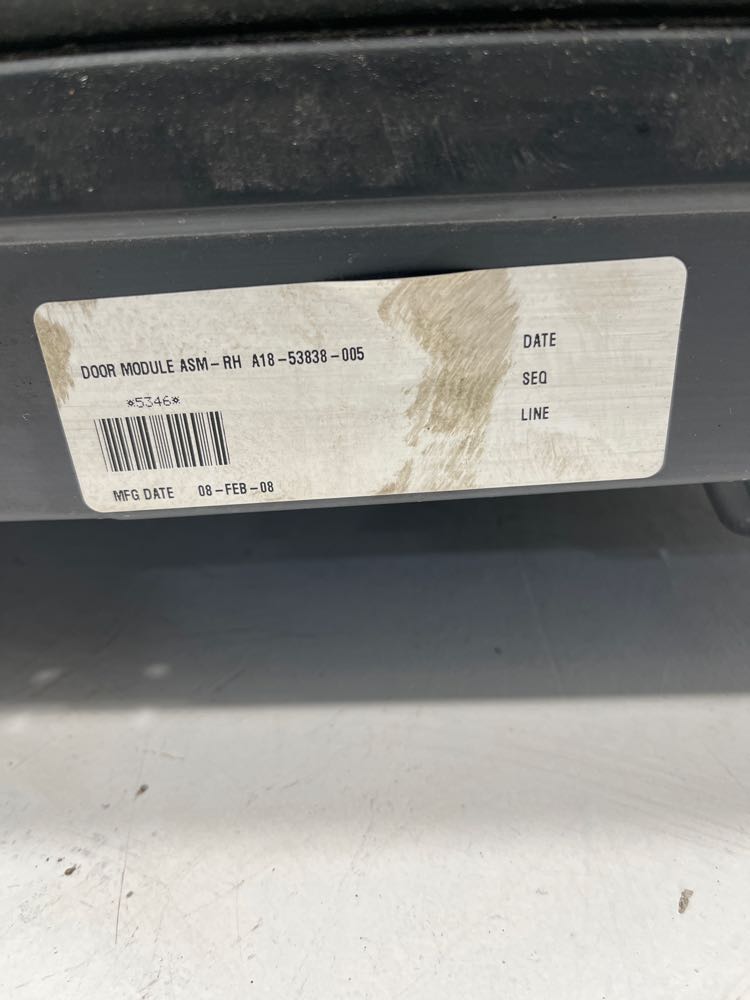 DOOR MODULE ASM-RH A18-53838-005
*5346*
MFG DATE 08-FEB-08
DATE
SEQ
LINE